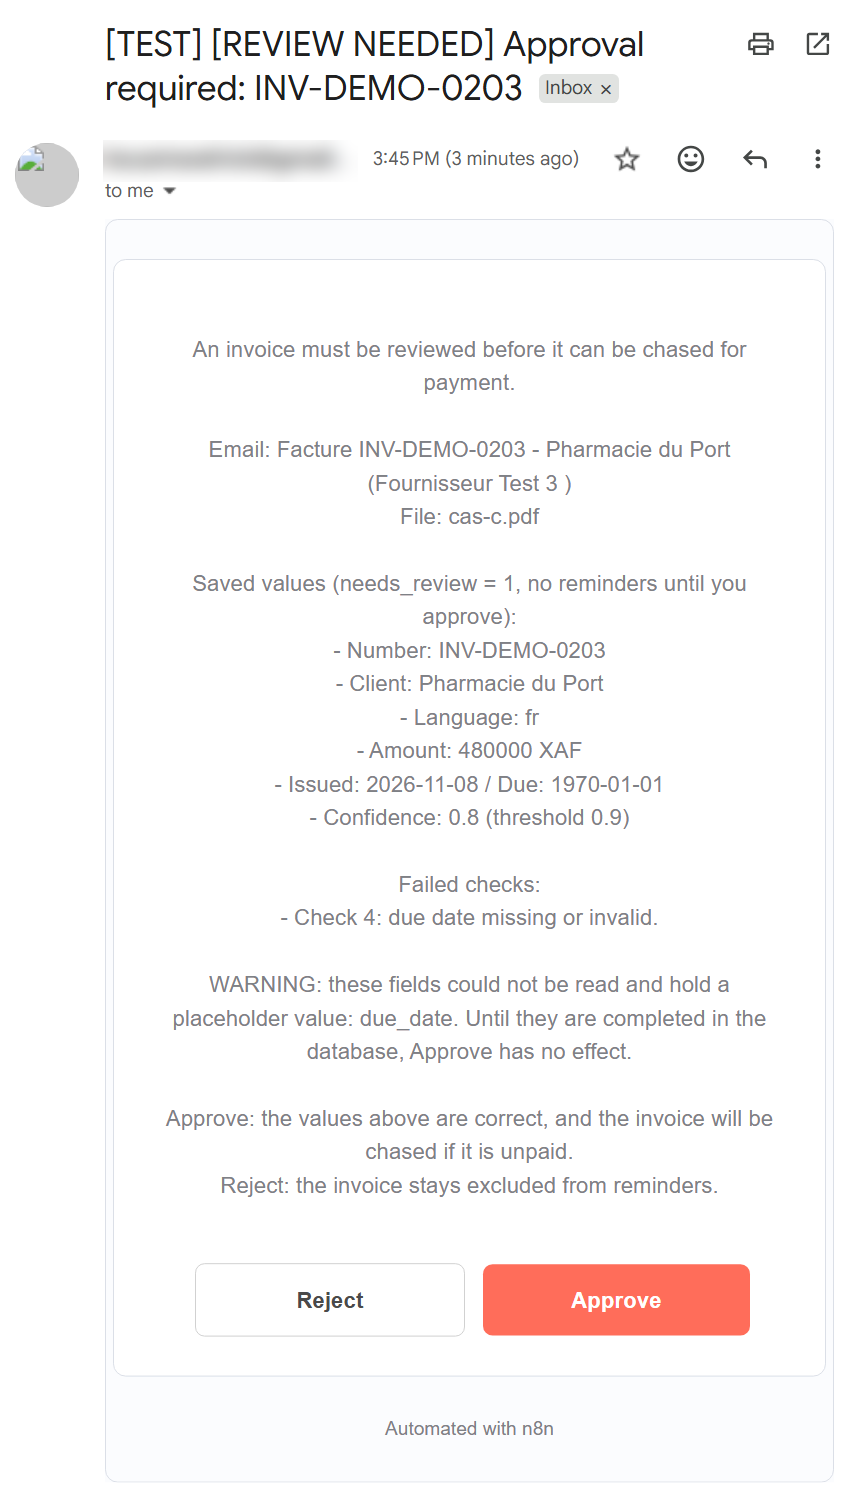 [TEST] [REVIEW NEEDED] Approval
required: INV-DEMO-0203 Inbox ×
3:45 PM (3 minutes ago)
to me
An invoice must be reviewed before it can be chased for
payment.
Email: Facture INV-DEMO-0203 - Pharmacie du Port
(Fournisseur Test 3 )
File: cas-c.pdf
Saved values (needs_review = 1, no reminders until you
approve):
- Number: INV-DEMO-0203
- Client: Pharmacie du Port
- Language: fr
- Amount: 480000 XAF
- Issued: 2026-11-08 / Due: 1970-01-01
- Confidence: 0.8 (threshold 0.9)
Failed checks:
- Check 4: due date missing or invalid.
WARNING: these fields could not be read and hold a
placeholder value: due_date. Until they are completed in the
database, Approve has no effect.
Approve: the values above are correct, and the invoice will be
chased if it is unpaid.
Reject: the invoice stays excluded from reminders.
Reject Approve
Automated with n8n